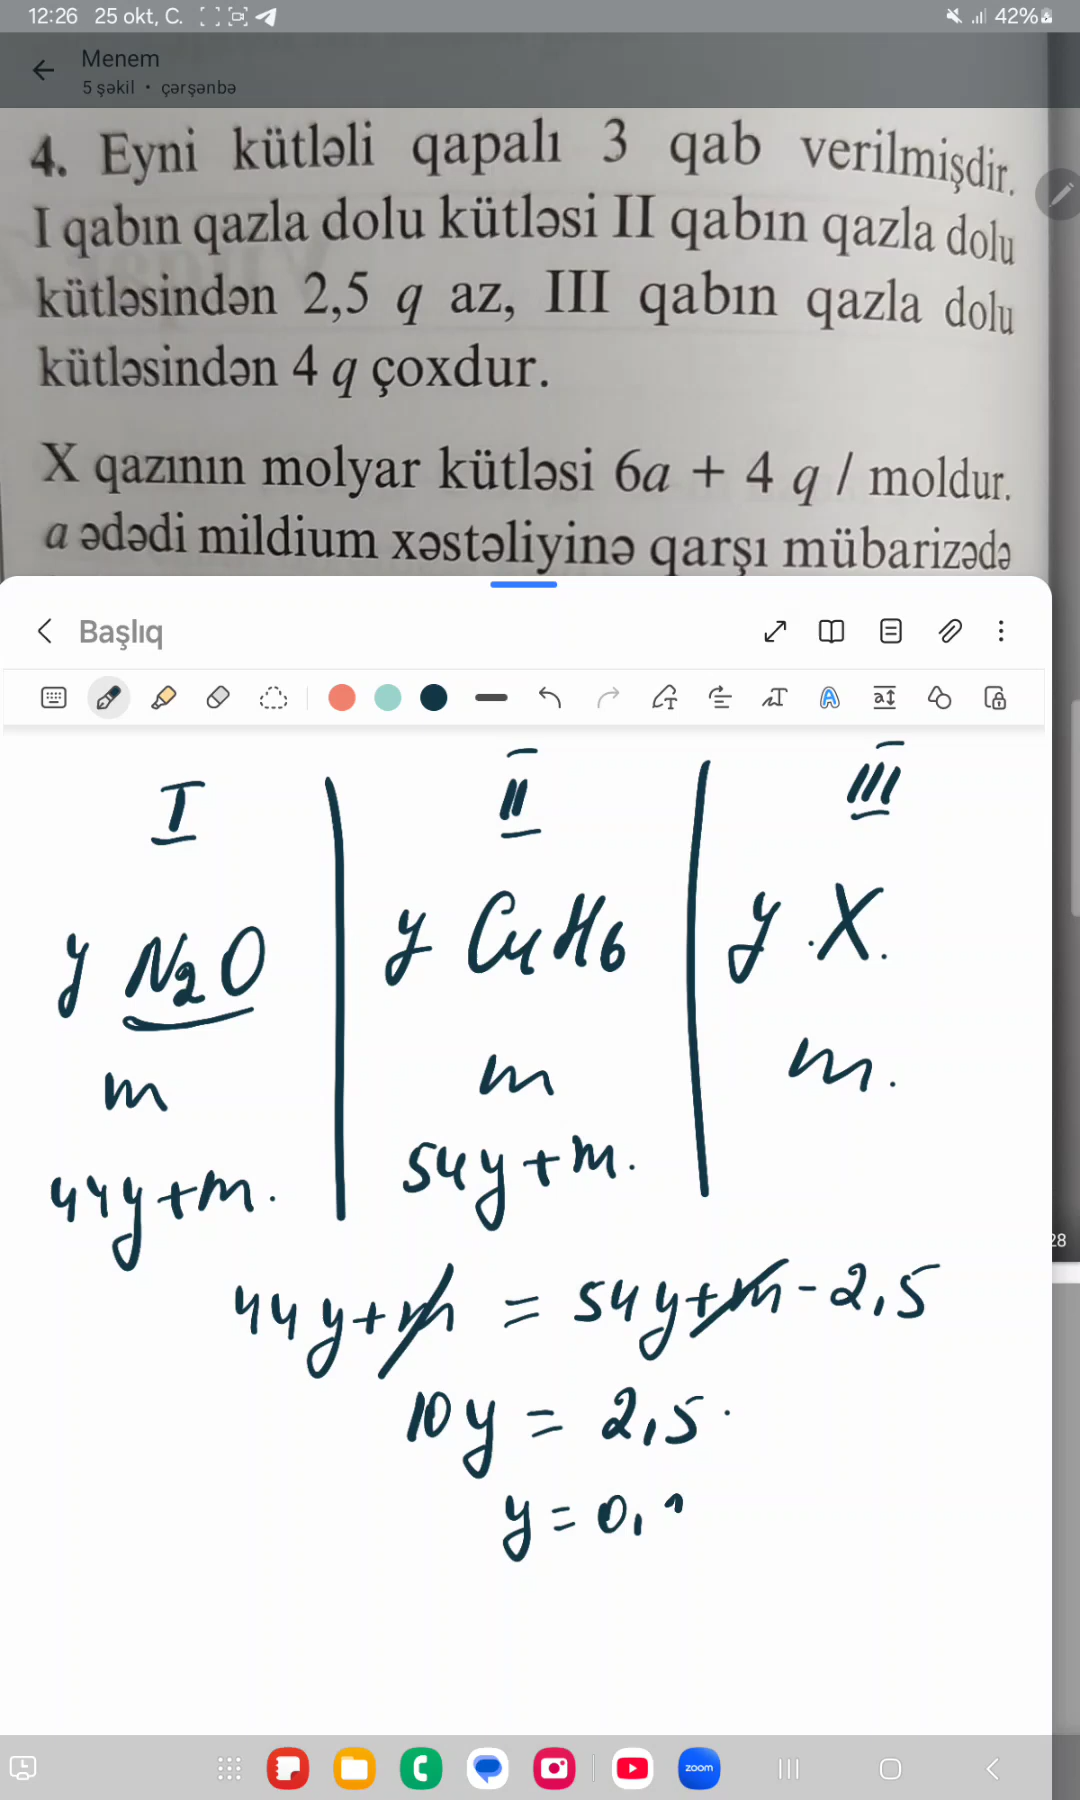 12:26 25 okt, C. 42%
Menem
5 şəkil • çərşənbə
4. Eyni kütləli qapalı 3 qab verilmişdir.
I qabın qazla dolu kütləsi II qabın qazla dolu
kütləsindən 2,5 q az, III qabın qazla dolu
kütləsindən 4 q çoxdur.
X qazının molyar kütləsi 6a + 4 q / moldur.
a ədədi mildium xəstəliyinə qarşı mübarizədə
Başlıq
I II III
y N2O y C4H6 y X.
m m m.
44y+m. 54y+m.
28
44y+m = 54y+m-2,5
10y = 2,5
y = 0,
zoom